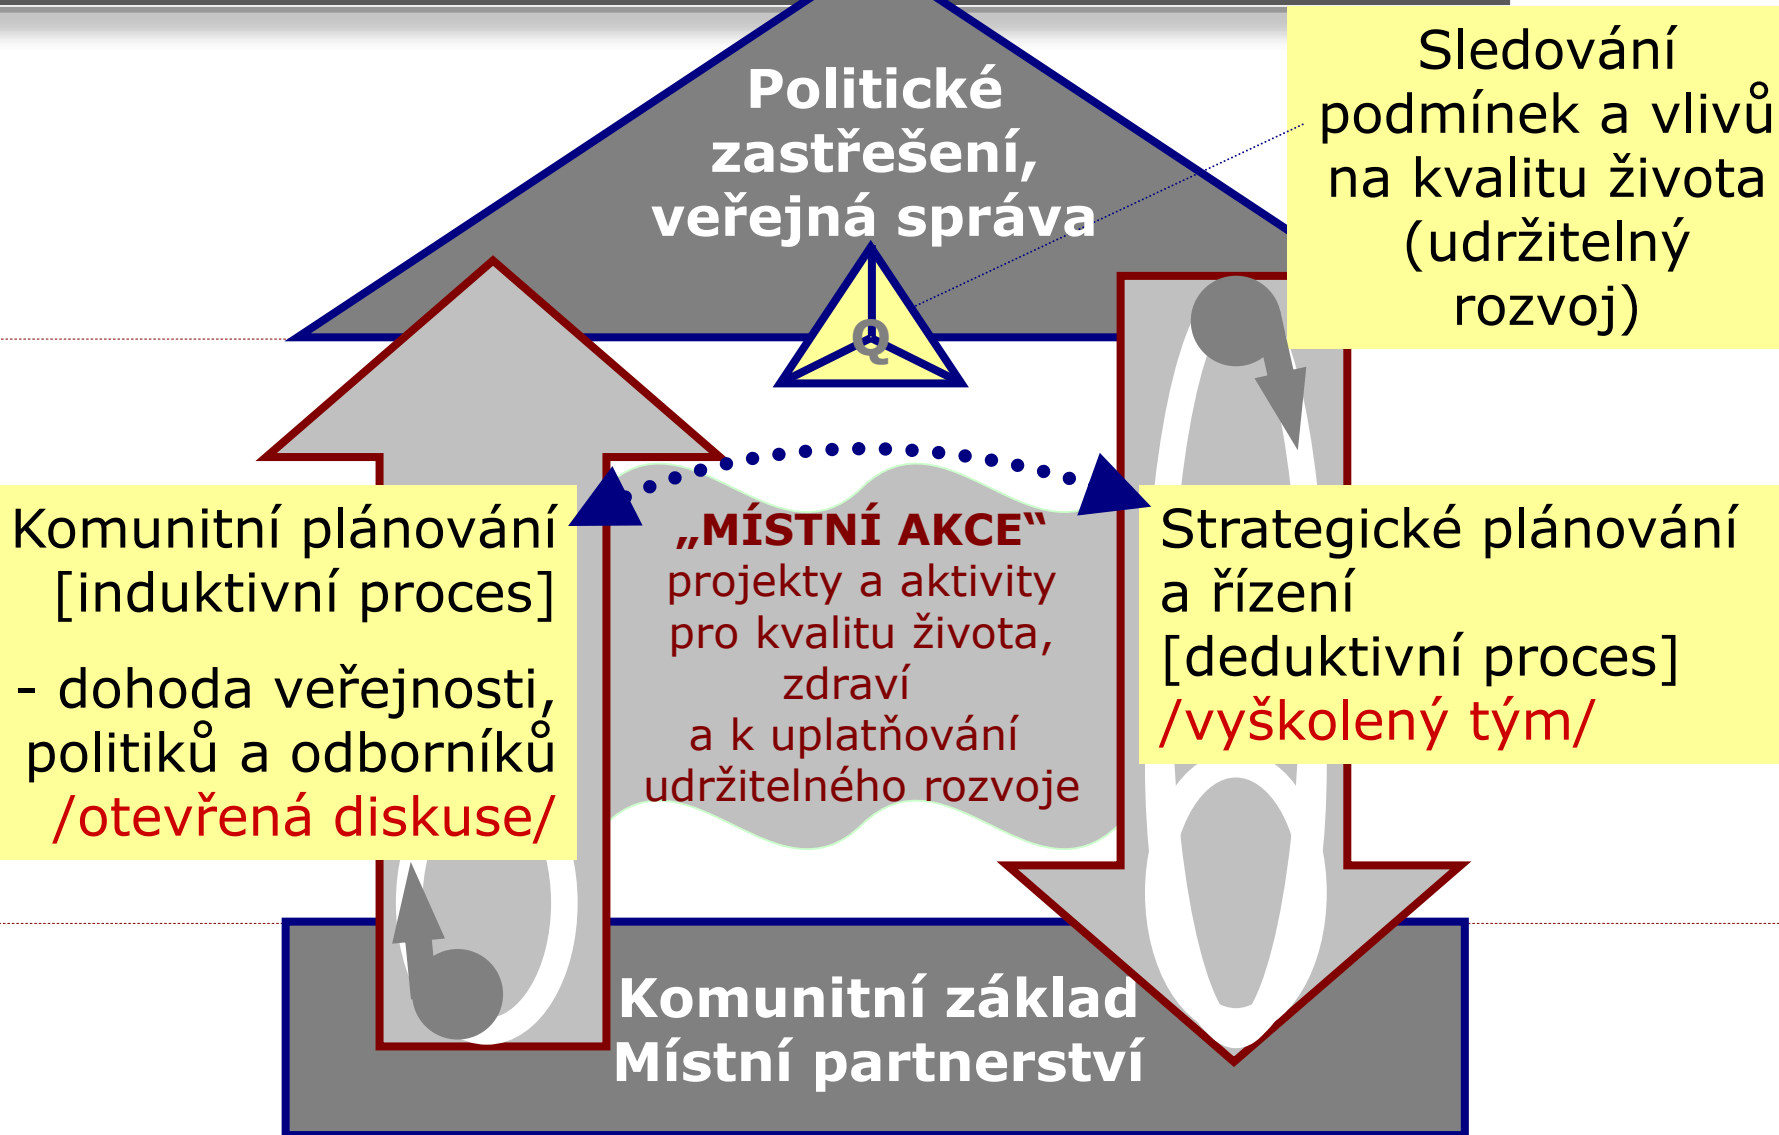 Politické
zastřešení,
veřejná správa
Sledování
podmínek a vlivů
na kvalitu života
(udržitelný
rozvoj)
Q
Komunitní plánování
[induktivní proces]
- dohoda veřejnosti,
politiků a odborníků
/otevřená diskuse/
„MÍSTNÍ AKCE“
projekty a aktivity
pro kvalitu života,
zdraví
a k uplatňování
udržitelného rozvoje
Strategické plánování
a řízení
[deduktivní proces]
/vyškolený tým/
Komunitní základ
Místní partnerství